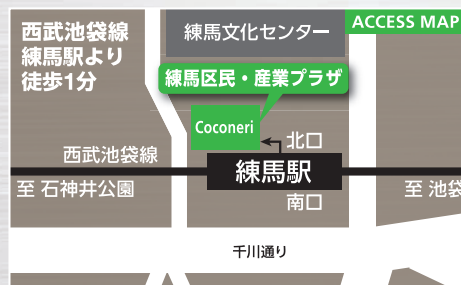 西武池袋線
練馬駅より
徒歩1分
練馬文化センター
ACCESS MAP
練馬区民・産業プラザ
Coconeri
北口
西武池袋線
練馬駅
至 石神井公園
南口
至 池袋
千川通り